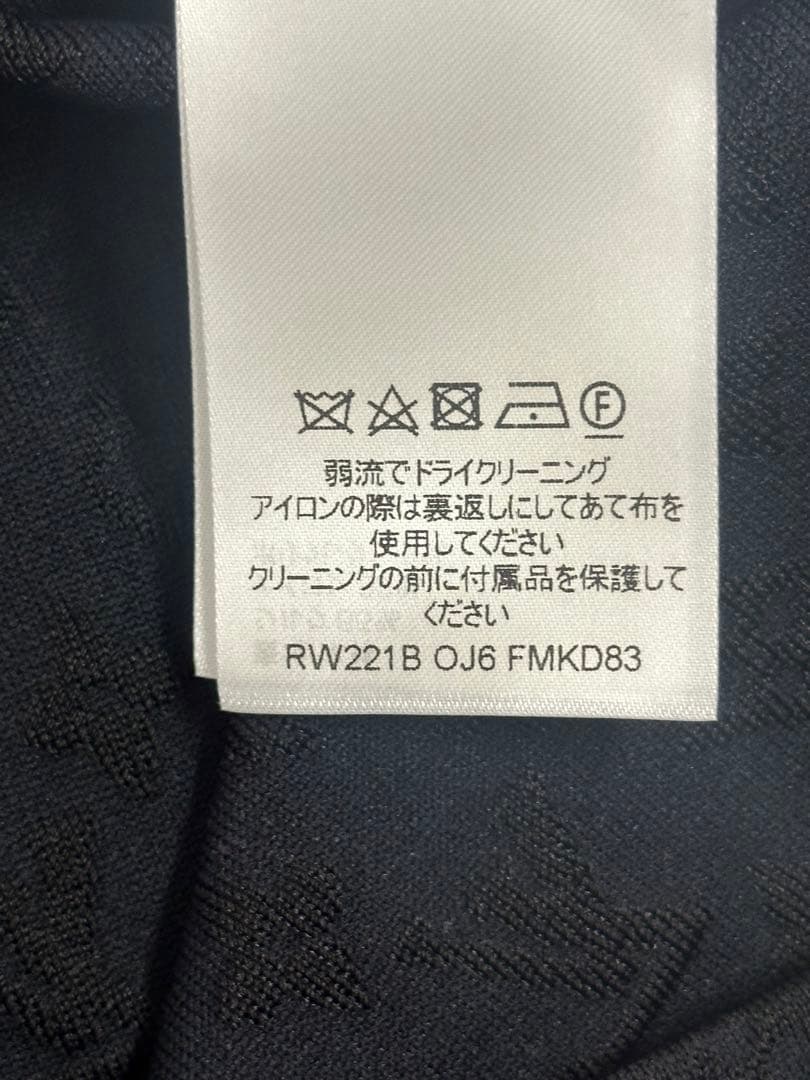 F
弱流でドライクリーニング
アイロンの際は裏返しにしてあて布を
使用してください
クリーニングの前に付属品を保護して
ください
RW221B OJ6 FMKD83